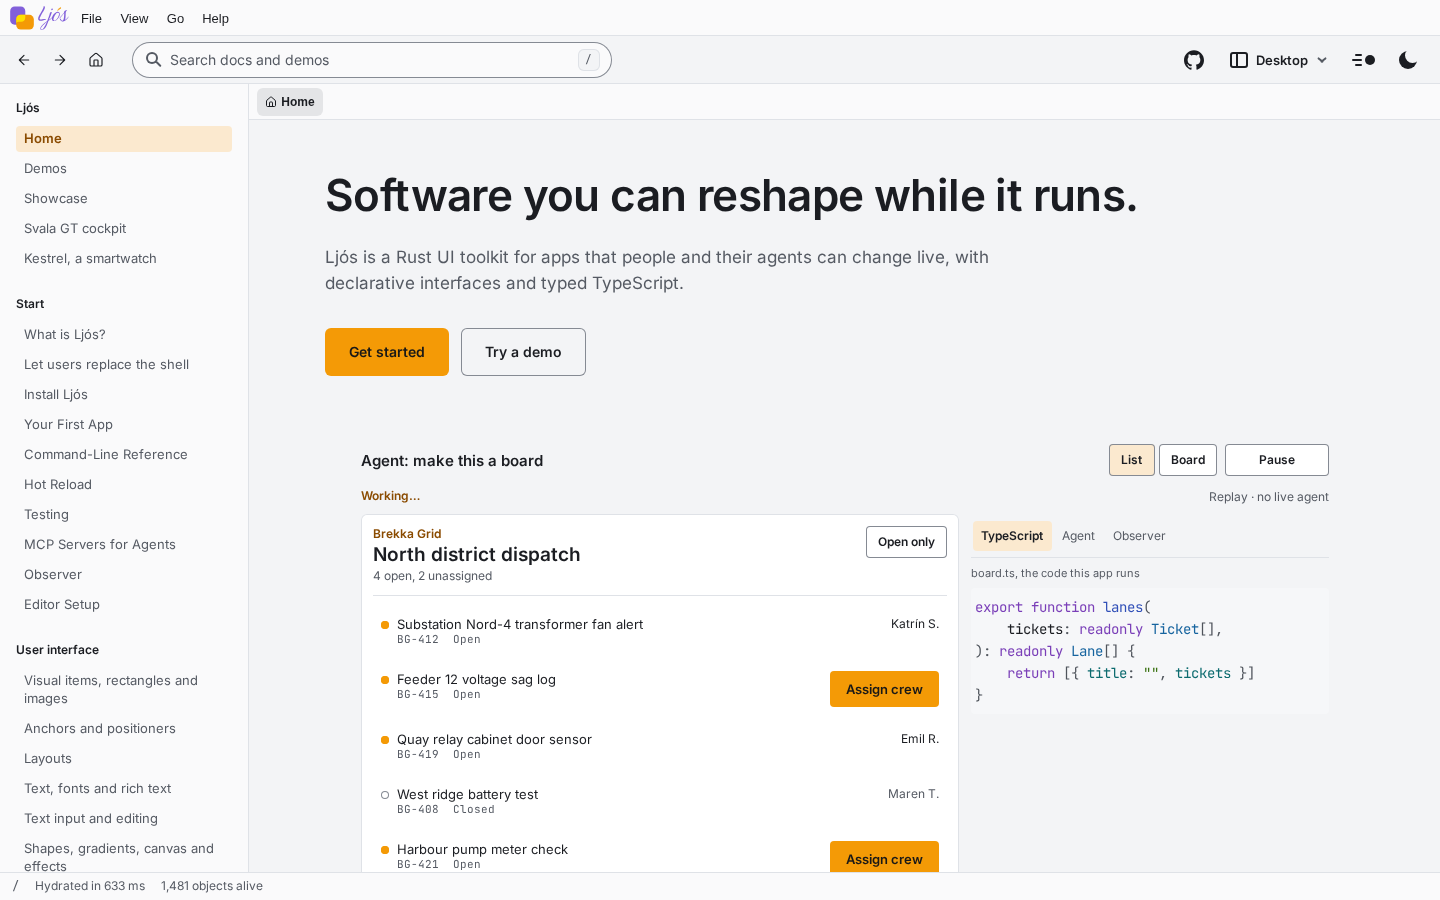 Ljós File View Go Help
Search docs and demos /
Desktop
Ljós
Home
Demos
Showcase
Svala GT cockpit
Kestrel, a smartwatch
Start
What is Ljós?
Let users replace the shell
Install Ljós
Your First App
Command-Line Reference
Hot Reload
Testing
MCP Servers for Agents
Observer
Editor Setup
User interface
Visual items, rectangles and
images
Anchors and positioners
Layouts
Text, fonts and rich text
Text input and editing
Shapes, gradients, canvas and
effects
Home
Software you can reshape while it runs.
Ljós is a Rust UI toolkit for apps that people and their agents can change live, with
declarative interfaces and typed TypeScript.
Get started Try a demo
Agent: make this a board
List Board Pause
Working...
Replay · no live agent
Brekka Grid
North district dispatch
4 open, 2 unassigned
Open only
Substation Nord-4 transformer fan alert
BG-412 Open
Katrín S.
Feeder 12 voltage sag log
BG-415 Open
Assign crew
Quay relay cabinet door sensor
BG-419 Open
Emil R.
West ridge battery test
BG-408 Closed
Maren T.
Harbour pump meter check
BG-421 Open
Assign crew
TypeScript Agent Observer
board.ts, the code this app runs
export function lanes(
    tickets: readonly Ticket[],
): readonly Lane[] {
    return [{ title: "", tickets }]
}
/ Hydrated in 633 ms 1,481 objects alive